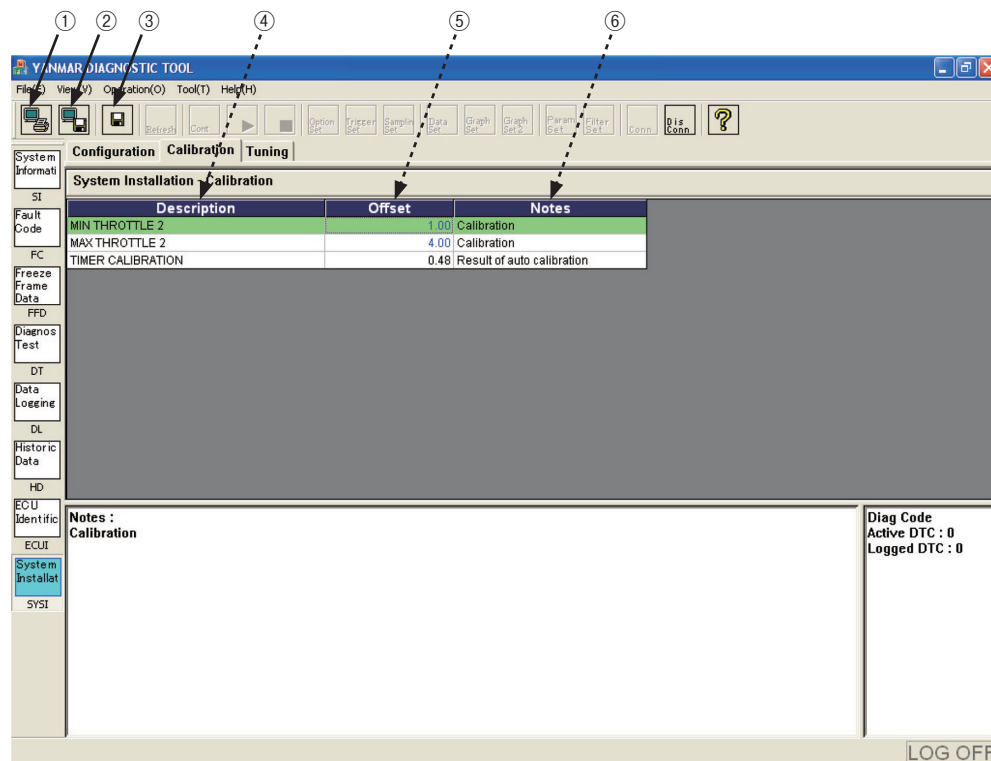 ① ② ③ ④ ⑤ ⑥
YANMAR DIAGNOSTIC TOOL
File(F) View(V) Operation(O) Tool(T) Help(H)
Refresh Cont Option Set Trigger Set Samplin Set Data Set Graph Set Graph Set2 Param Set Filter Set Conn Dis Conn ?
Configuration Calibration Tuning
System Installation - Calibration
Description Offset Notes
MIN THROTTLE 2 1.00 Calibration
MAX THROTTLE 2 4.00 Calibration
TIMER CALIBRATION 0.48 Result of auto calibration
System
Informati
SI
Fault
Code
FC
Freeze
Frame
Data
FFD
Diagnos
Test
DT
Data
Logging
DL
Historic
Data
HD
ECU
Identific
ECUI
System
Installat
SYSI
Notes :
Calibration
Diag Code
Active DTC : 0
Logged DTC : 0
LOG OFF